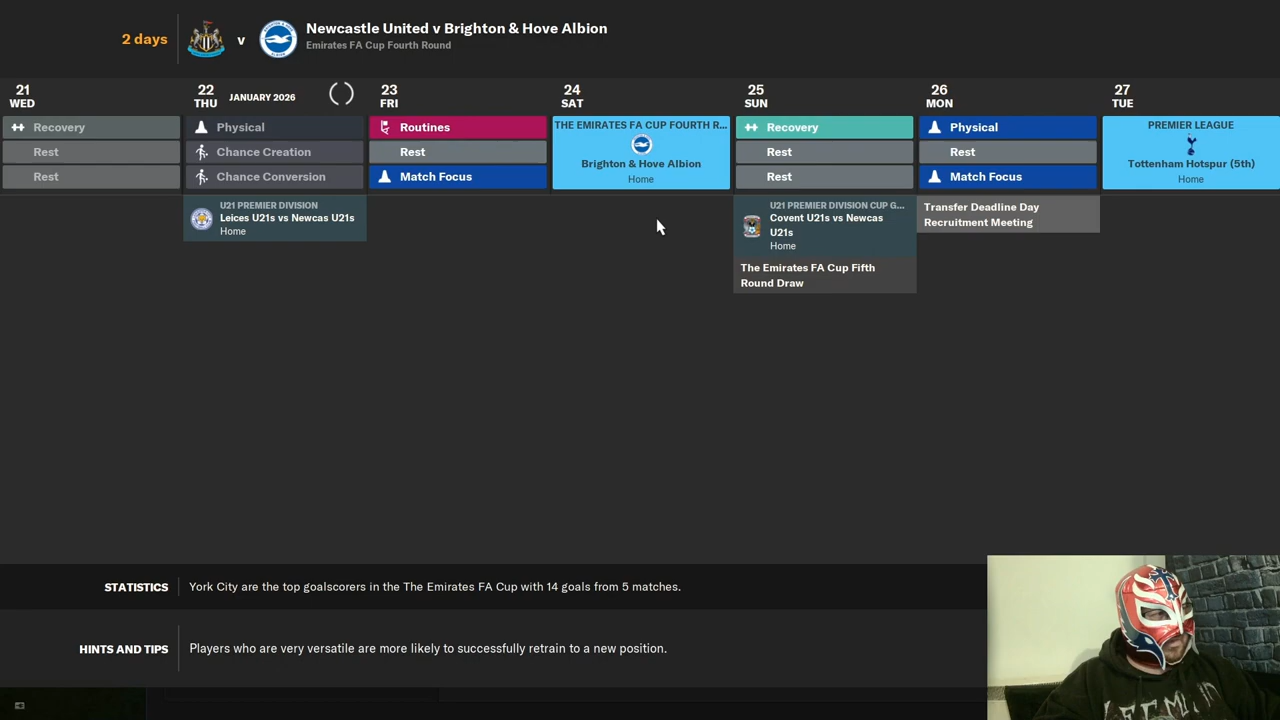 2 days
v
Newcastle United v Brighton & Hove Albion
Emirates FA Cup Fourth Round
21
WED
22
THU
JANUARY 2026
23
FRI
24
SAT
25
SUN
26
MON
27
TUE
Recovery
Rest
Rest
Physical
Chance Creation
Chance Conversion
Routines
Rest
Match Focus
THE EMIRATES FA CUP FOURTH R...
Brighton & Hove Albion
Home
Recovery
Rest
Rest
Physical
Rest
Match Focus
PREMIER LEAGUE
Tottenham Hotspur (5th)
Home
U21 PREMIER DIVISION
Leices U21s vs Newcas U21s
Home
U21 PREMIER DIVISION CUP G...
Covent U21s vs Newcas
U21s
Home
The Emirates FA Cup Fifth
Round Draw
Transfer Deadline Day
Recruitment Meeting
STATISTICS
York City are the top goalscorers in the The Emirates FA Cup with 14 goals from 5 matches.
HINTS AND TIPS
Players who are very versatile are more likely to successfully retrain to a new position.